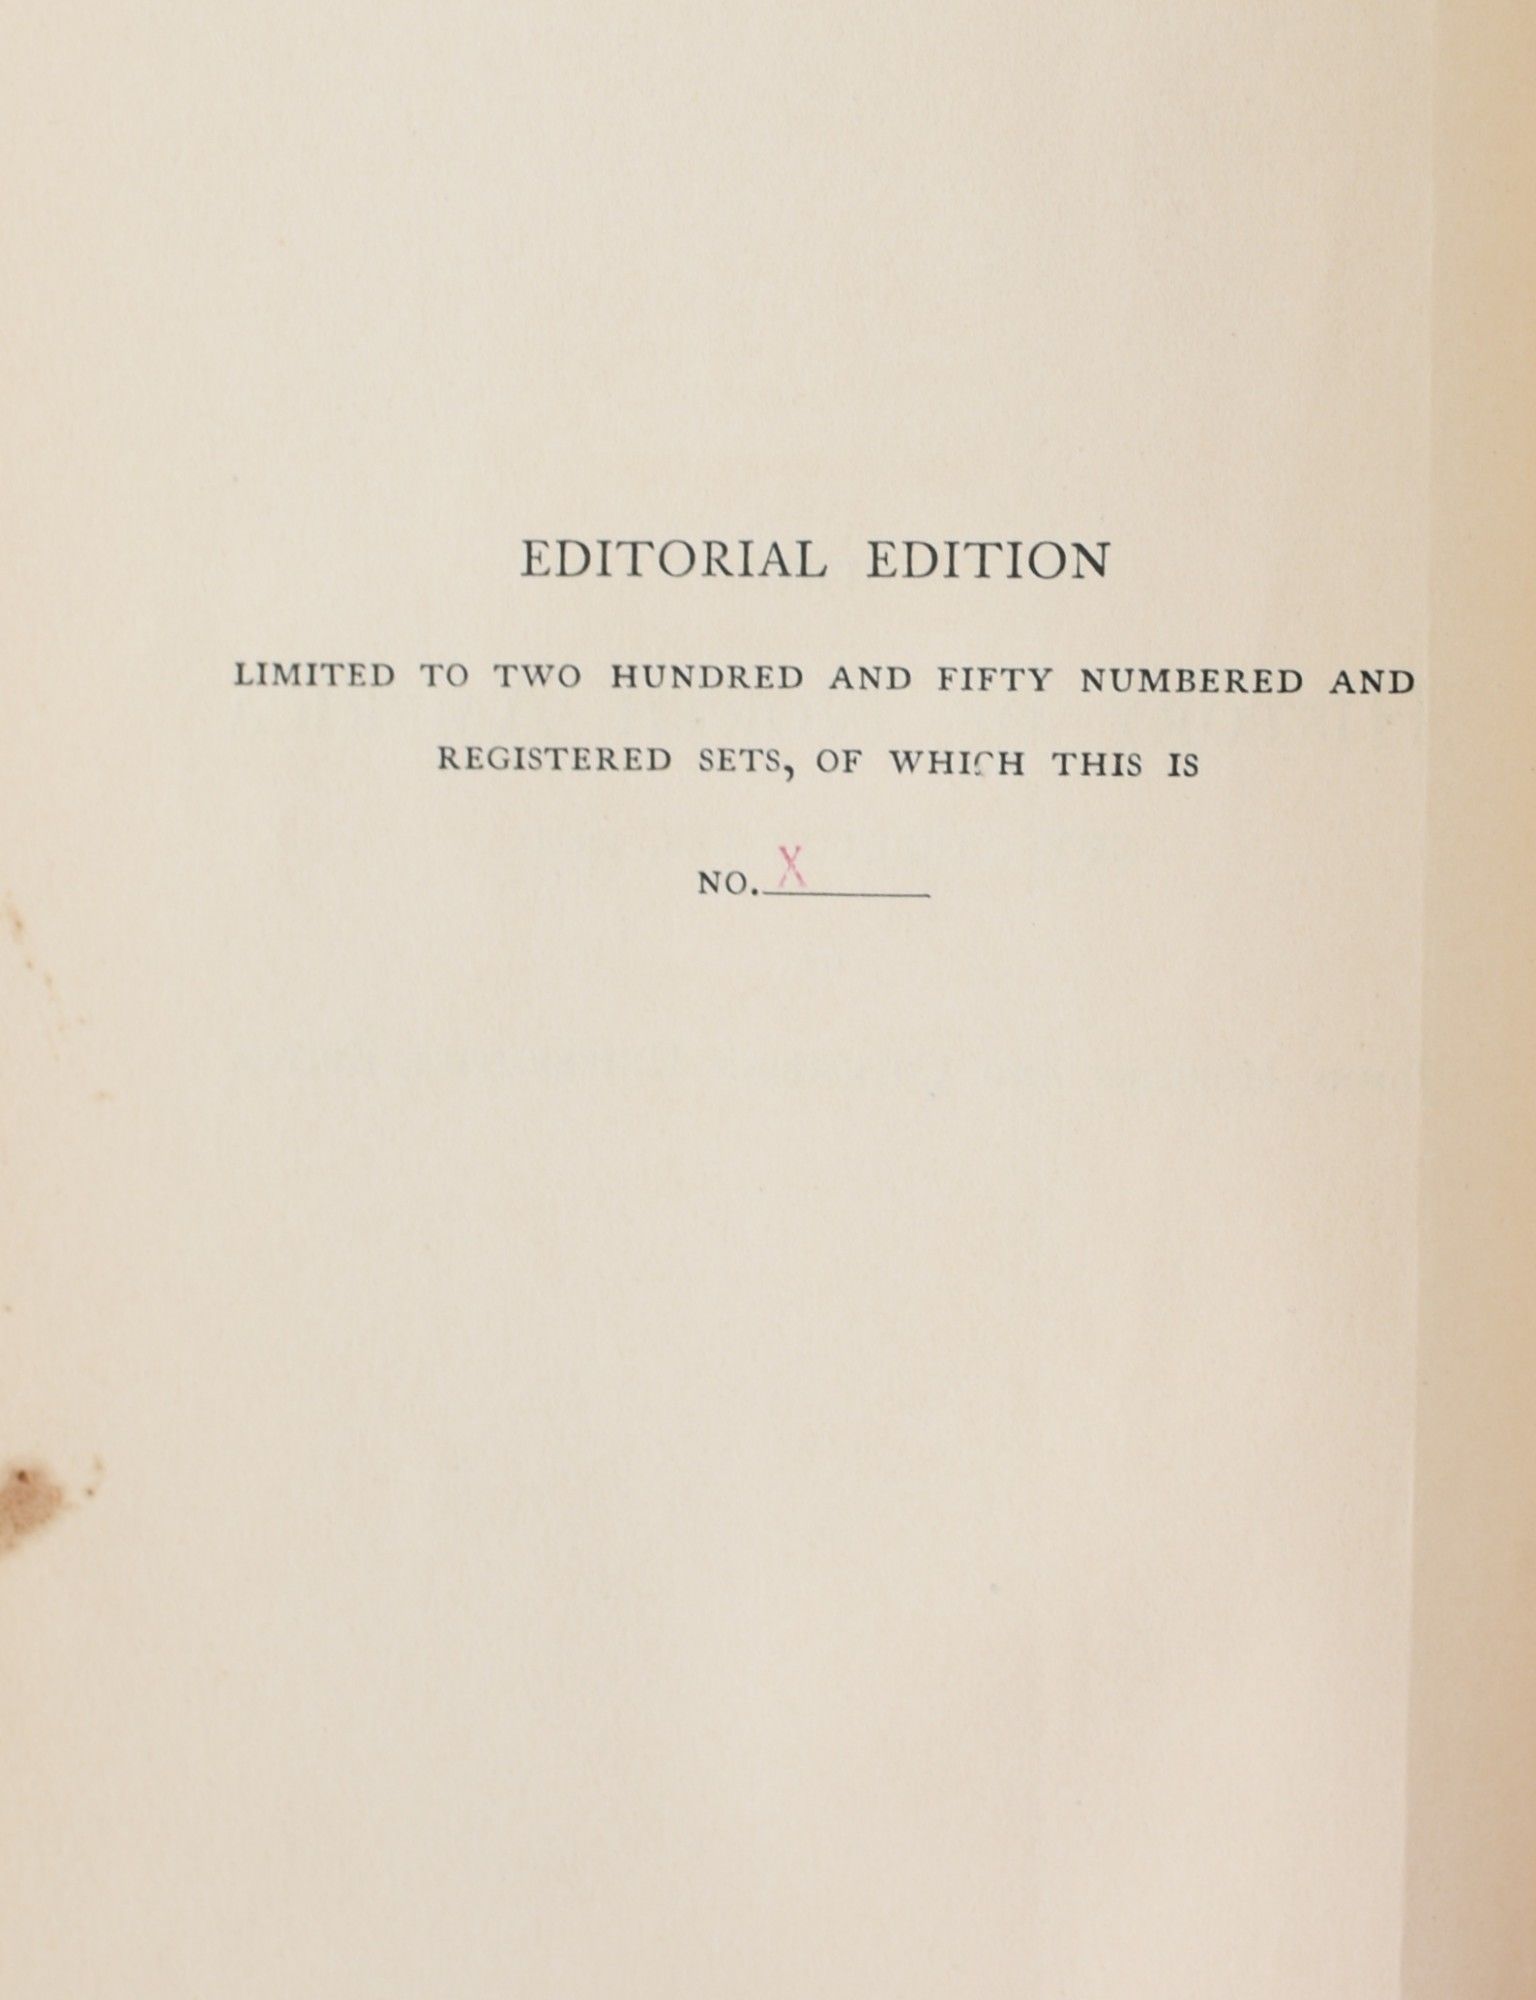 EDITORIAL EDITION
LIMITED TO TWO HUNDRED AND FIFTY NUMBERED AND
REGISTERED SETS, OF WHICH THIS IS
NO. X